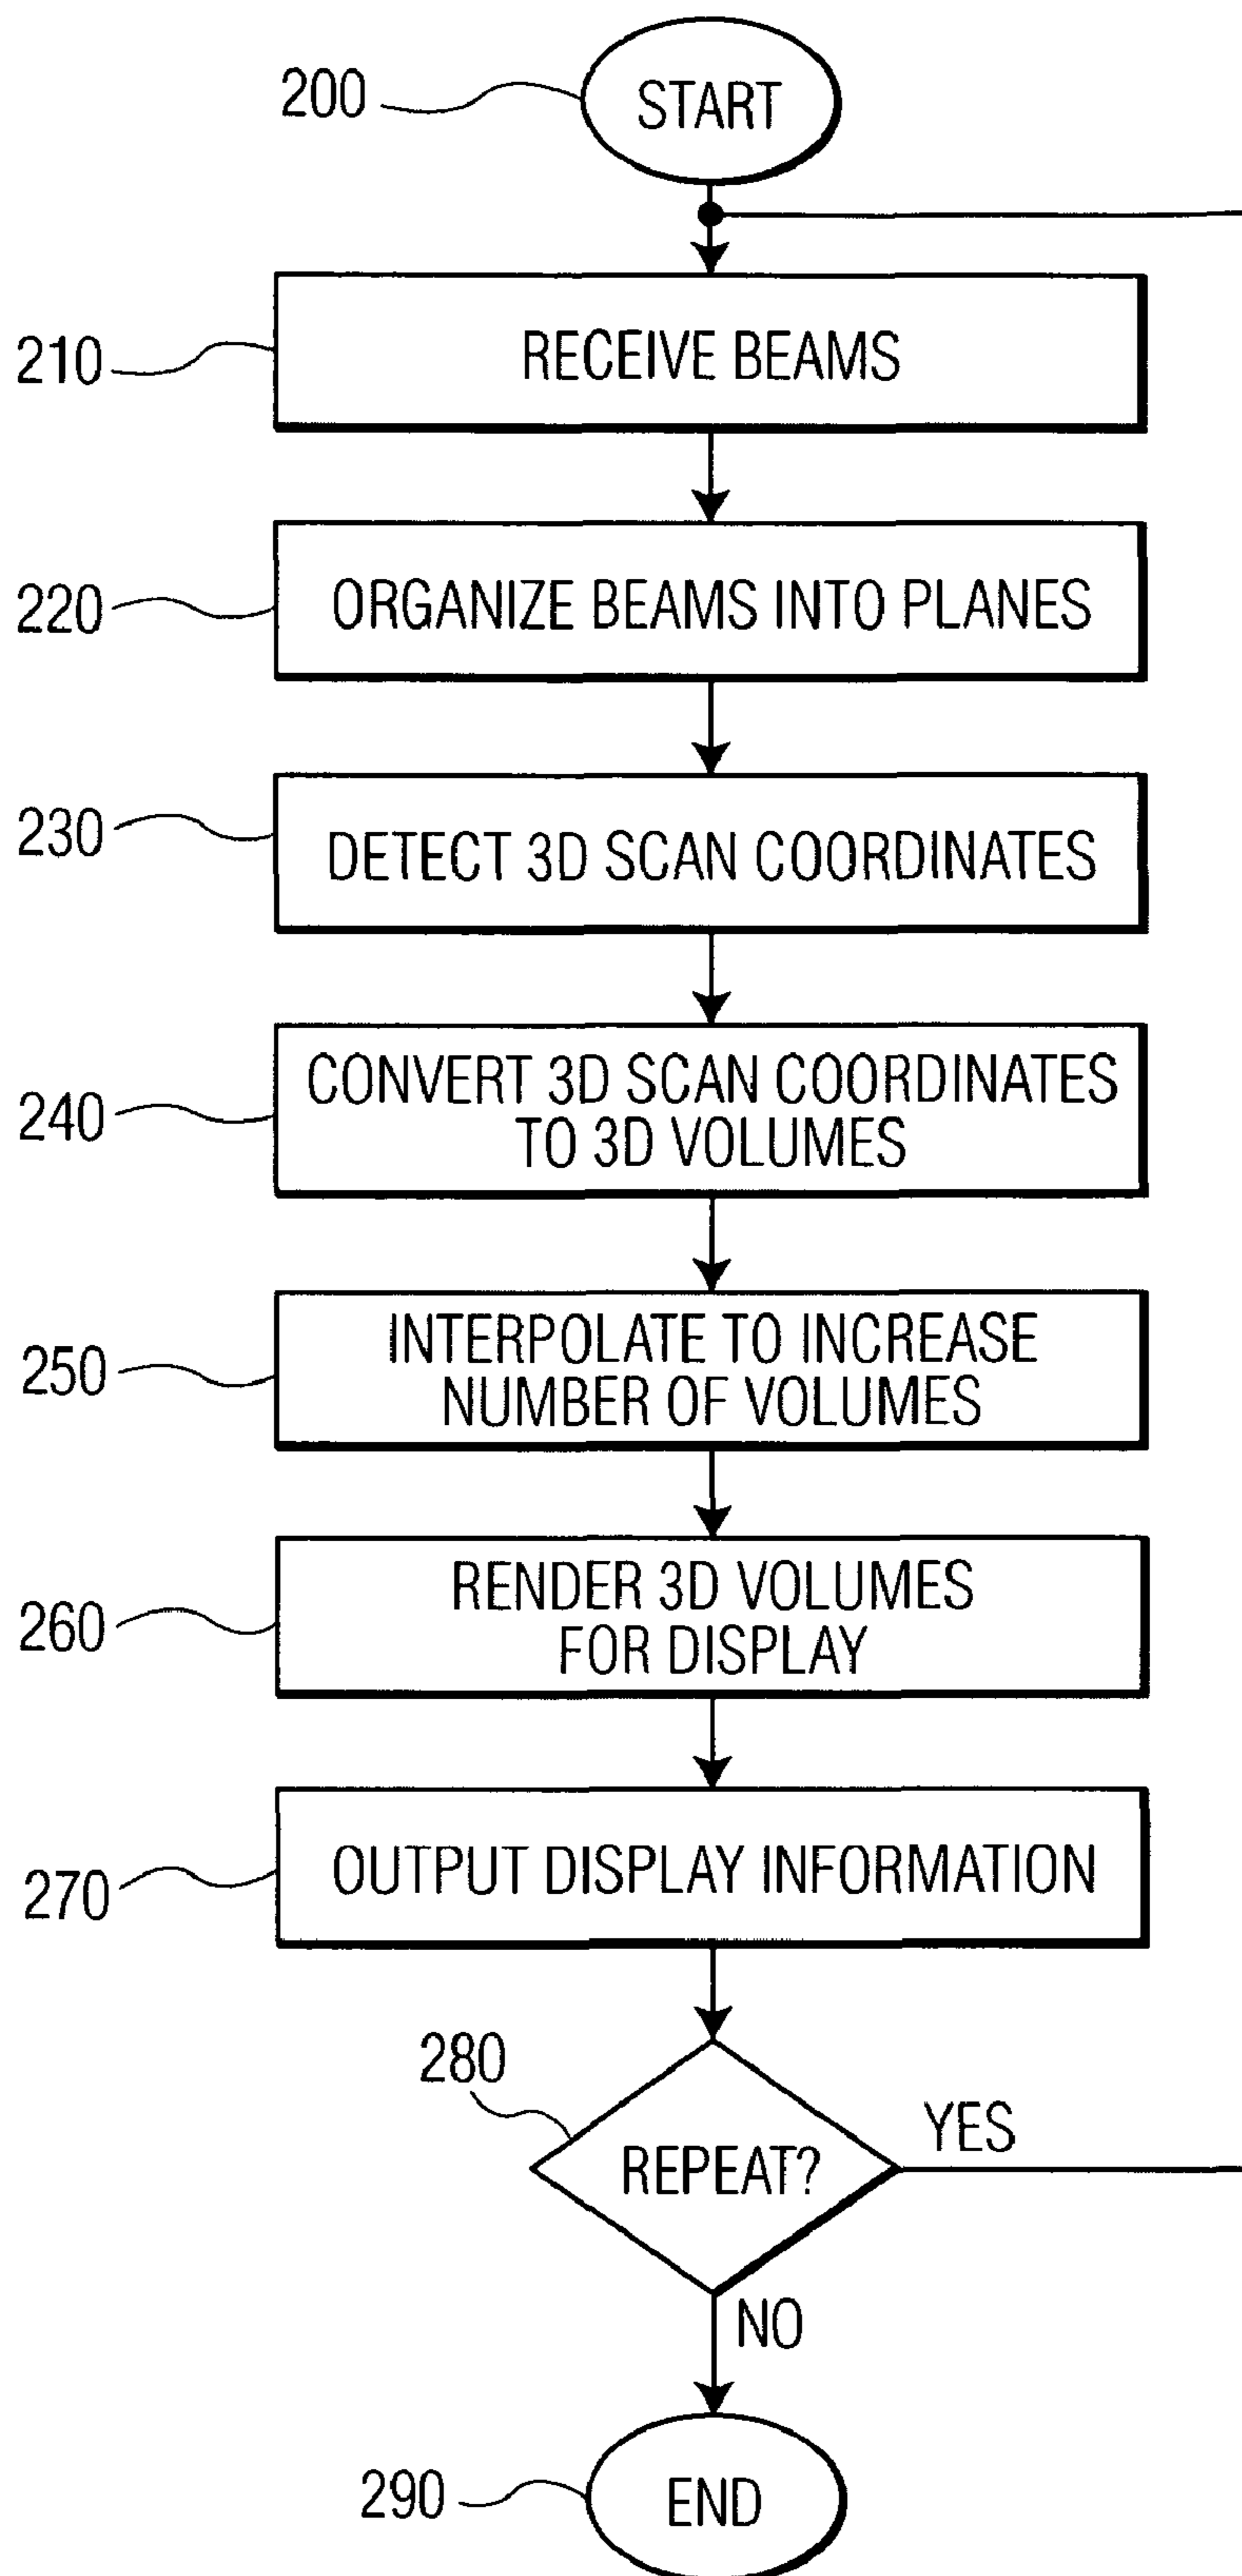 200
START
210
RECEIVE BEAMS
220
ORGANIZE BEAMS INTO PLANES
230
DETECT 3D SCAN COORDINATES
240
CONVERT 3D SCAN COORDINATES
TO 3D VOLUMES
250
INTERPOLATE TO INCREASE
NUMBER OF VOLUMES
260
RENDER 3D VOLUMES
FOR DISPLAY
270
OUTPUT DISPLAY INFORMATION
280
REPEAT?
YES
NO
290
END